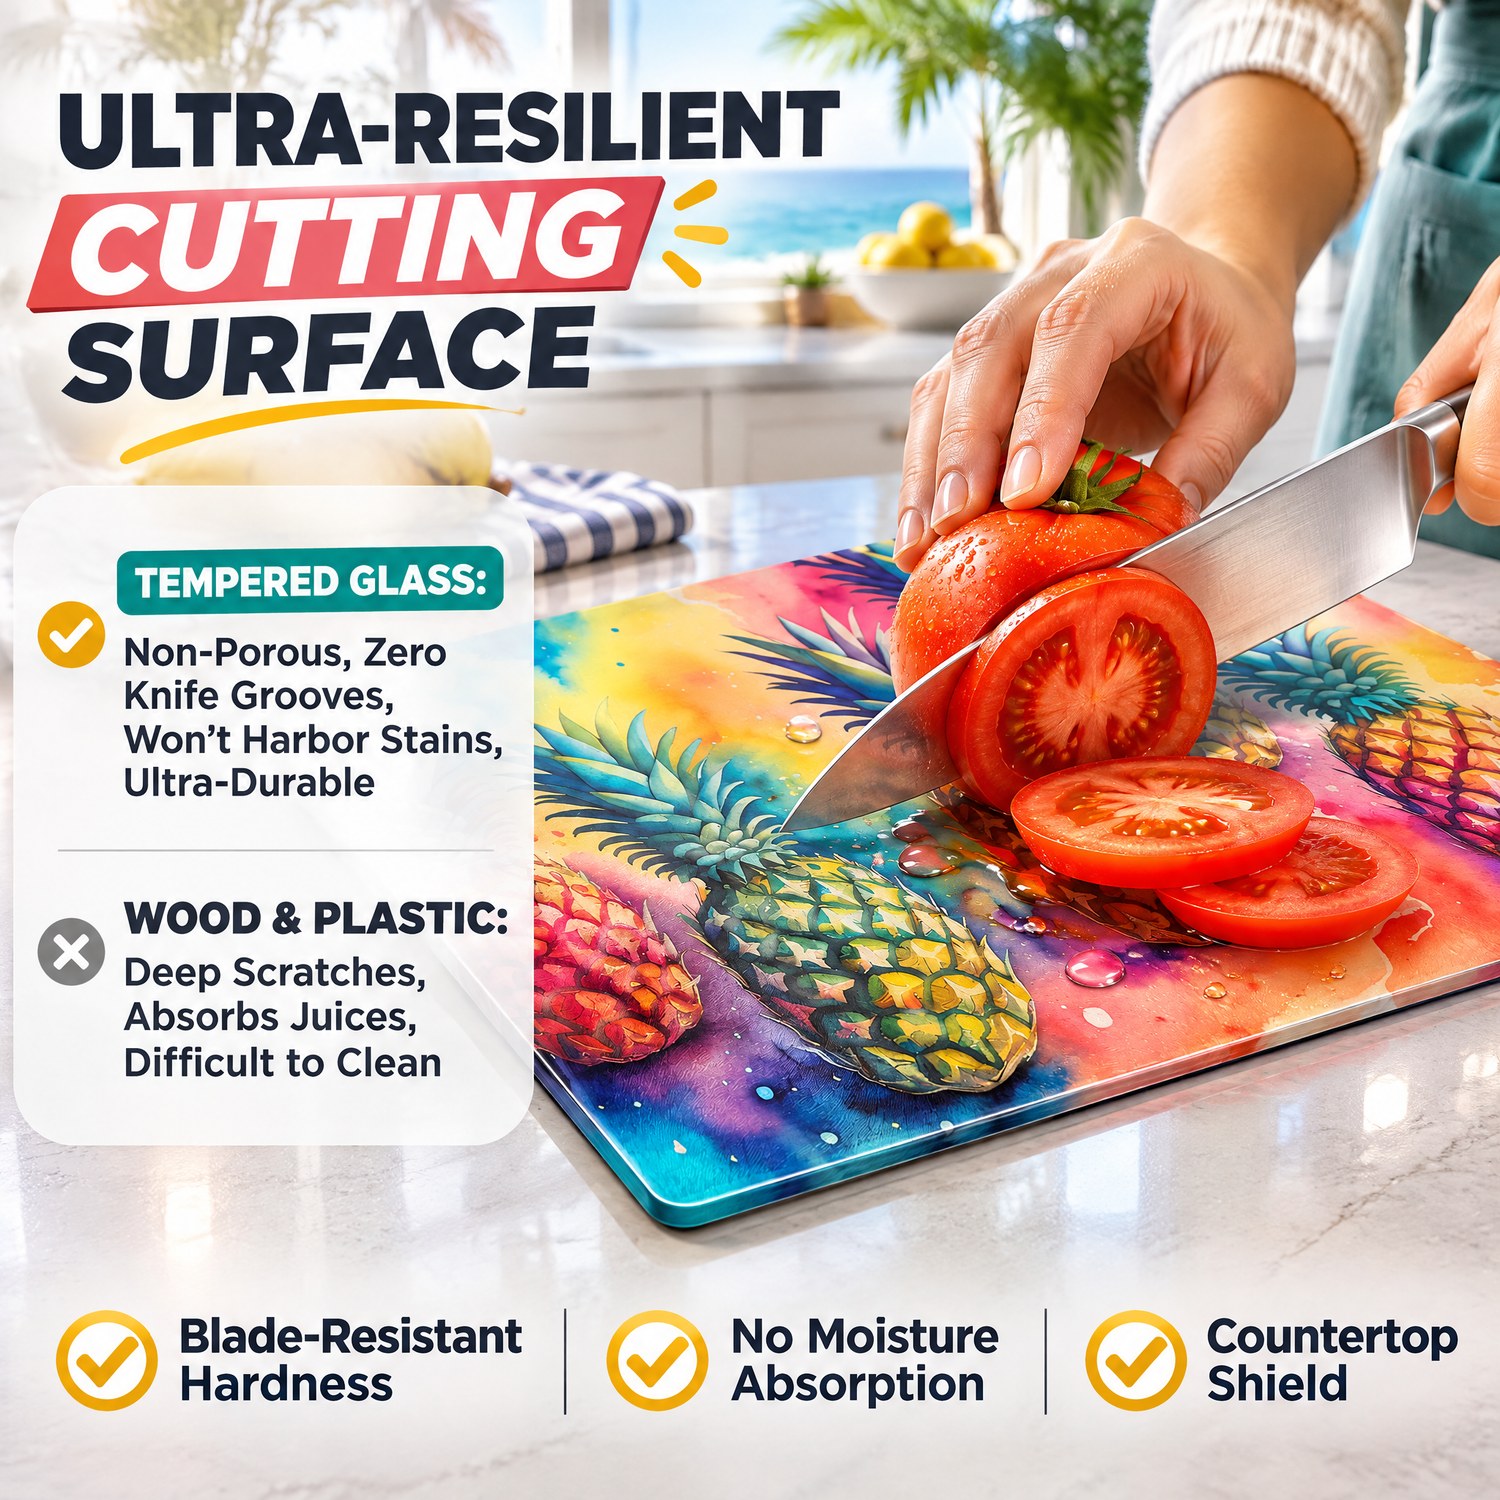 ULTRA-RESILIENT
CUTTING
SURFACE
TEMPERED GLASS:
Non-Porous, Zero
Knife Grooves,
Won't Harbor Stains,
Ultra-Durable
WOOD & PLASTIC:
Deep Scratches,
Absorbs Juices,
Difficult to Clean
Blade-Resistant
Hardness
No Moisture
Absorption
Countertop
Shield